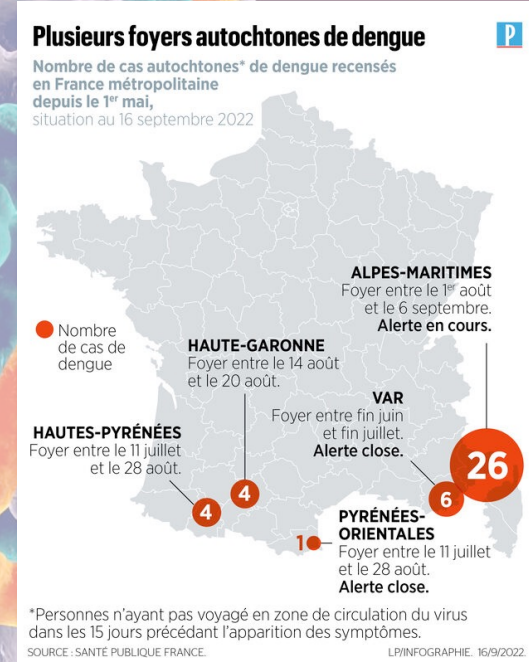 Plusieurs foyers autochtones de dengue
P
Nombre de cas autochtones* de dengue recensés
en France métropolitaine
depuis le 1er mai,
situation au 16 septembre 2022
ALPES-MARITIMES
Foyer entre le 1er août
et le 6 septembre.
Alerte en cours.
Nombre
de cas de
dengue
HAUTE-GARONNE
Foyer entre le 14 août
et le 20 août.
VAR
Foyer entre fin juin
et fin juillet.
Alerte close.
HAUTES-PYRÉNÉES
Foyer entre le 11 juillet
et le 28 août.
26
6
4
4
1
PYRÉNÉES-
ORIENTALES
Foyer entre le 11 juillet
et le 28 août.
Alerte close.
*Personnes n'ayant pas voyagé en zone de circulation du virus
dans les 15 jours précédant l'apparition des symptômes.
SOURCE : SANTÉ PUBLIQUE FRANCE.
LP/INFOGRAPHIE. 16/9/2022.